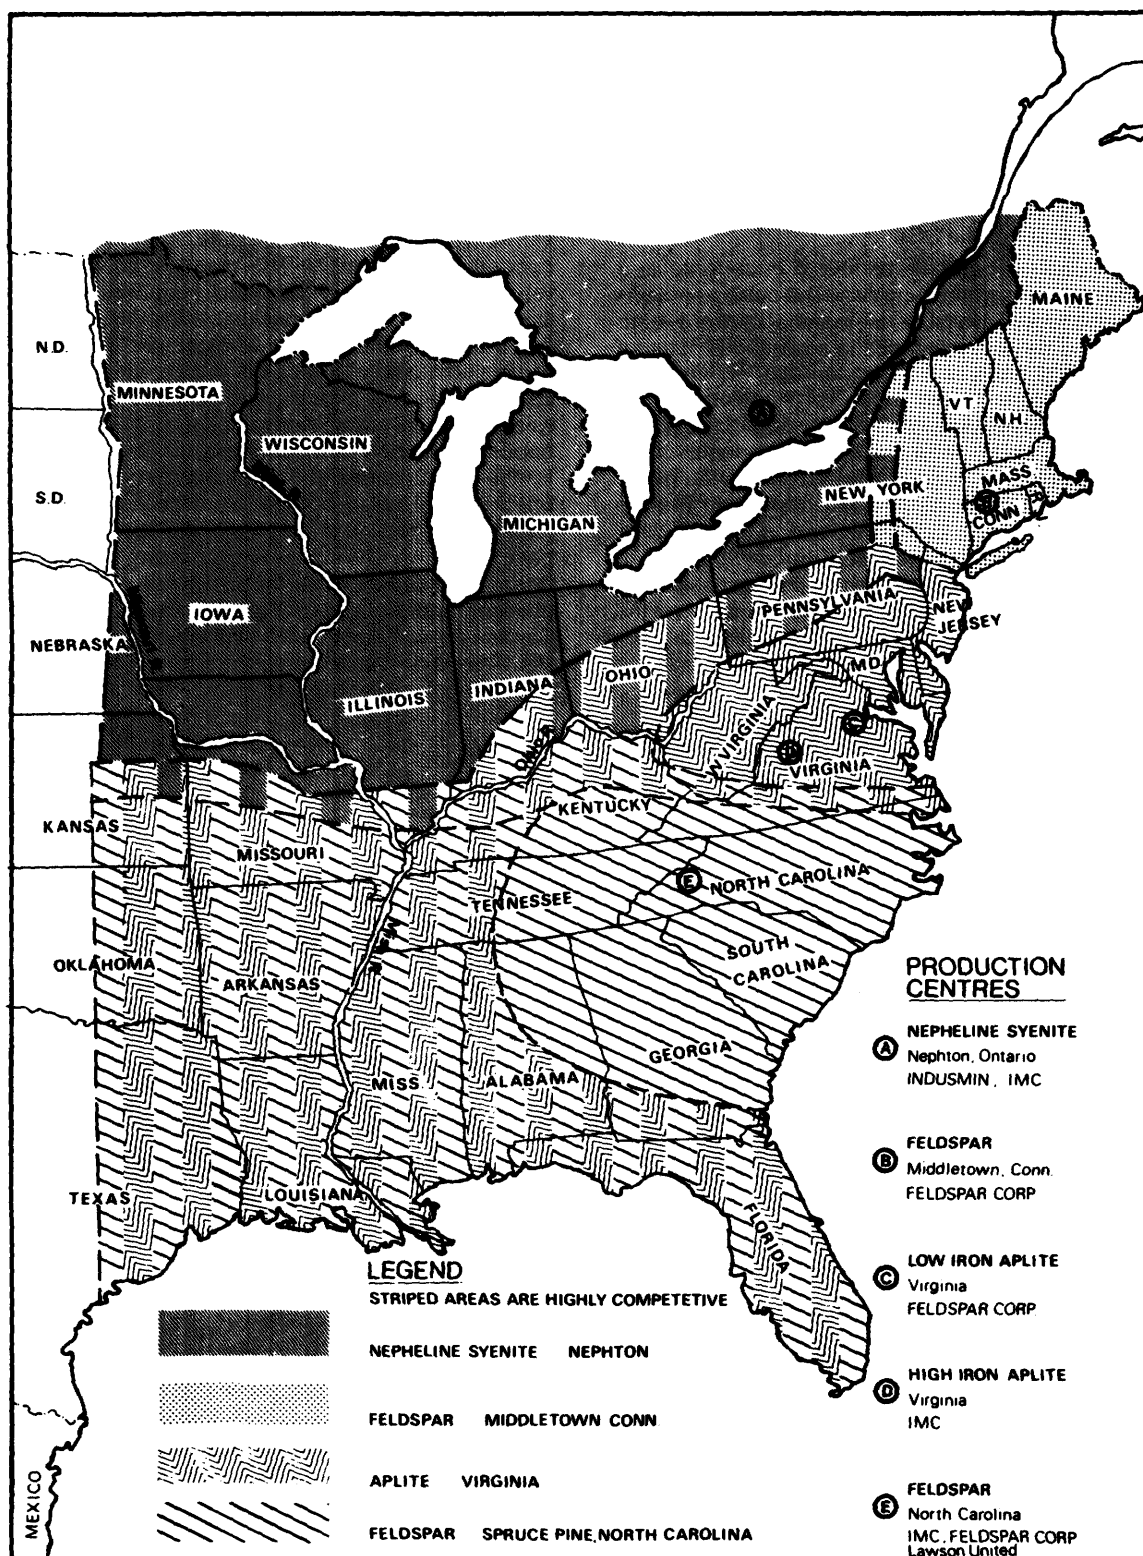 MAINE
N.D.
MINNESOTA
VT.
N.H.
WISCONSIN
A
MASS
S.D.
NEW YORK
B
R.I.
CONN
MICHIGAN
IOWA
PENNSYLVANIA
NEW
JERSEY
NEBRASKA
OHIO
INDIANA
MD.
ILLINOIS
W VIRGINIA
C
OHIO R
VIRGINIA
KENTUCKY
KANSAS
MISSOURI
E
NORTH CAROLINA
TENNESSEE
MISS. R
SOUTH
CAROLINA
OKLAHOMA
ARKANSAS
GEORGIA
MISS.
ALABAMA
TEXAS
LOUISIANA
FLORIDA
MEXICO
PRODUCTION
CENTRES
A NEPHELINE SYENITE
Nephton, Ontario
INDUSMIN, IMC
B FELDSPAR
Middletown, Conn.
FELDSPAR CORP
C LOW IRON APLITE
Virginia
FELDSPAR CORP
D HIGH IRON APLITE
Virginia
IMC
E FELDSPAR
North Carolina
IMC, FELDSPAR CORP
Lawson United
LEGEND
STRIPED AREAS ARE HIGHLY COMPETETIVE
NEPHELINE SYENITE NEPHTON
FELDSPAR MIDDLETOWN CONN
APLITE VIRGINIA
FELDSPAR SPRUCE PINE, NORTH CAROLINA